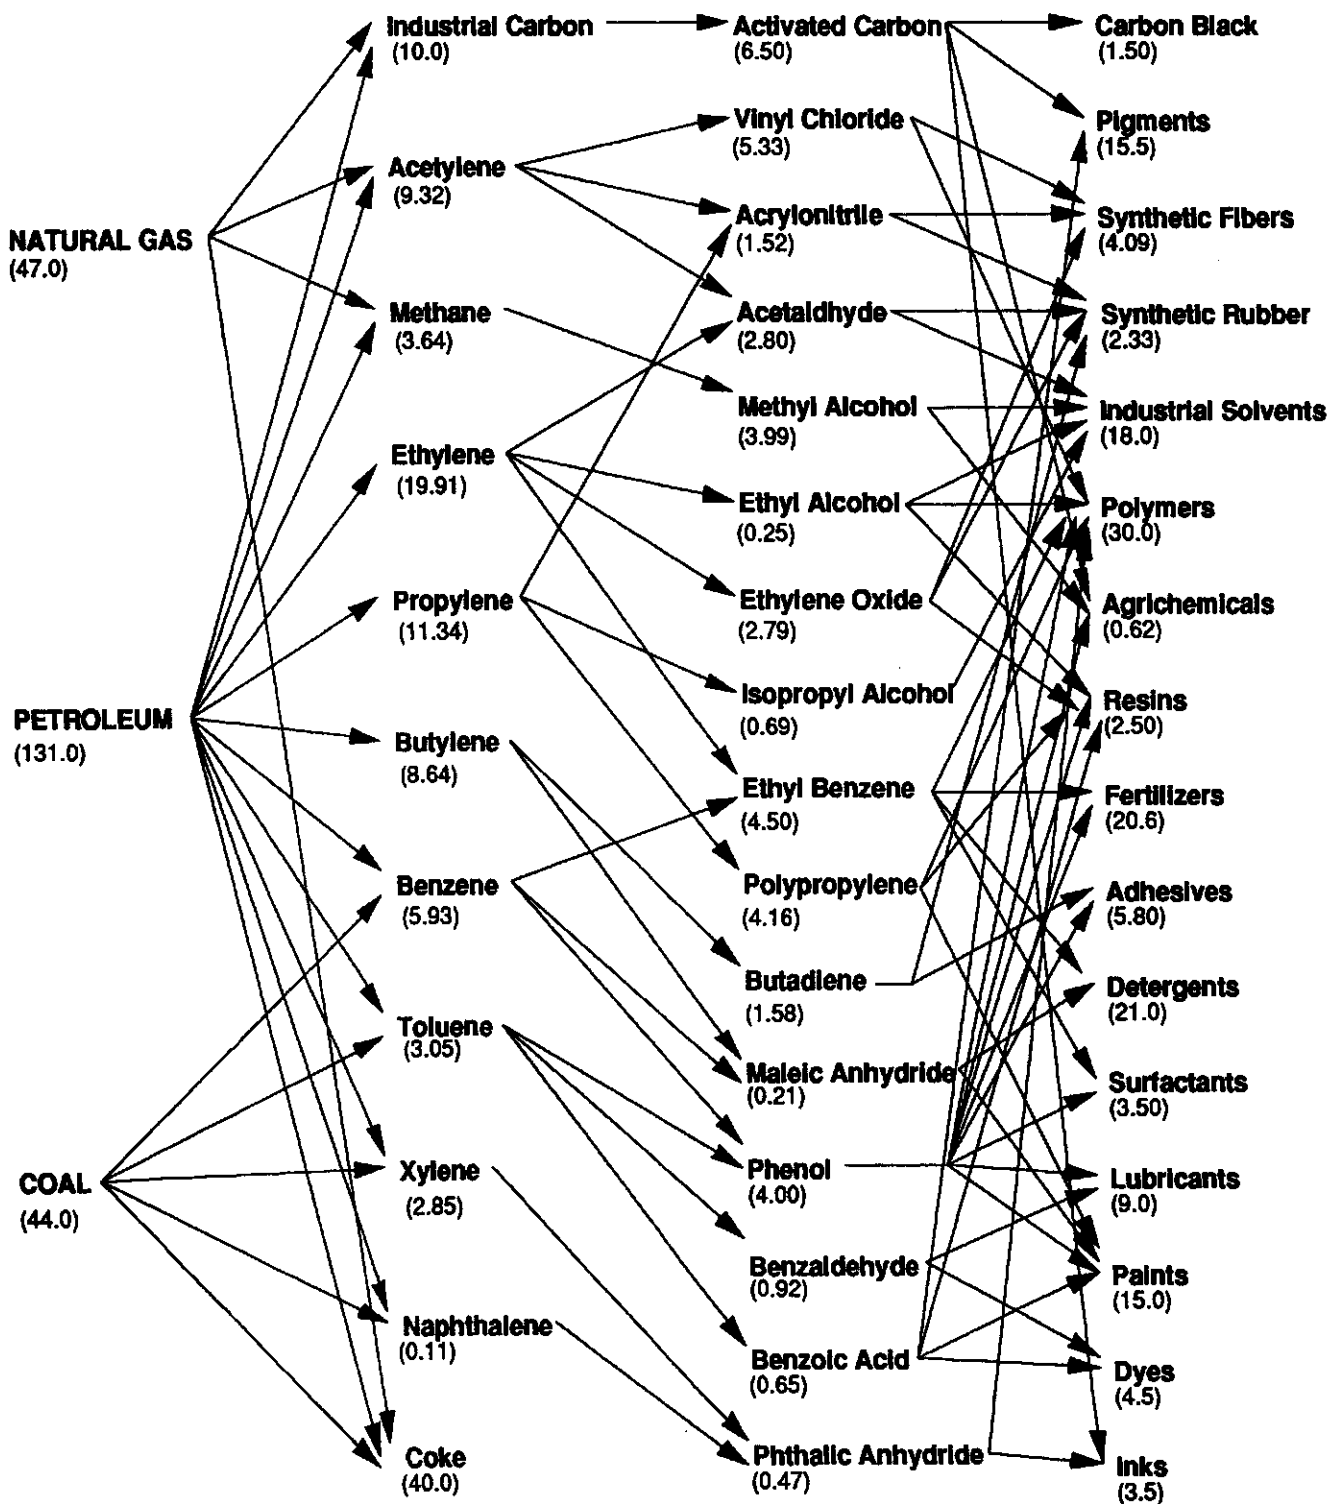 NATURAL GAS
(47.0)
PETROLEUM
(131.0)
COAL
(44.0)
Industrial Carbon
(10.0)
Acetylene
(9.32)
Methane
(3.64)
Ethylene
(19.91)
Propylene
(11.34)
Butylene
(8.64)
Benzene
(5.93)
Toluene
(3.05)
Xylene
(2.85)
Naphthalene
(0.11)
Coke
(40.0)
Activated Carbon
(6.50)
Vinyl Chloride
(5.33)
Acrylonitrile
(1.52)
Acetaldhyde
(2.80)
Methyl Alcohol
(3.99)
Ethyl Alcohol
(0.25)
Ethylene Oxide
(2.79)
Isopropyl Alcohol
(0.69)
Ethyl Benzene
(4.50)
Polypropylene
(4.16)
Butadiene
(1.58)
Maleic Anhydride
(0.21)
Phenol
(4.00)
Benzaldehyde
(0.92)
Benzoic Acid
(0.65)
Phthalic Anhydride
(0.47)
Carbon Black
(1.50)
Pigments
(15.5)
Synthetic Fibers
(4.09)
Synthetic Rubber
(2.33)
Industrial Solvents
(18.0)
Polymers
(30.0)
Agrichemicals
(0.62)
Resins
(2.50)
Fertilizers
(20.6)
Adhesives
(5.80)
Detergents
(21.0)
Surfactants
(3.50)
Lubricants
(9.0)
Paints
(15.0)
Dyes
(4.5)
Inks
(3.5)